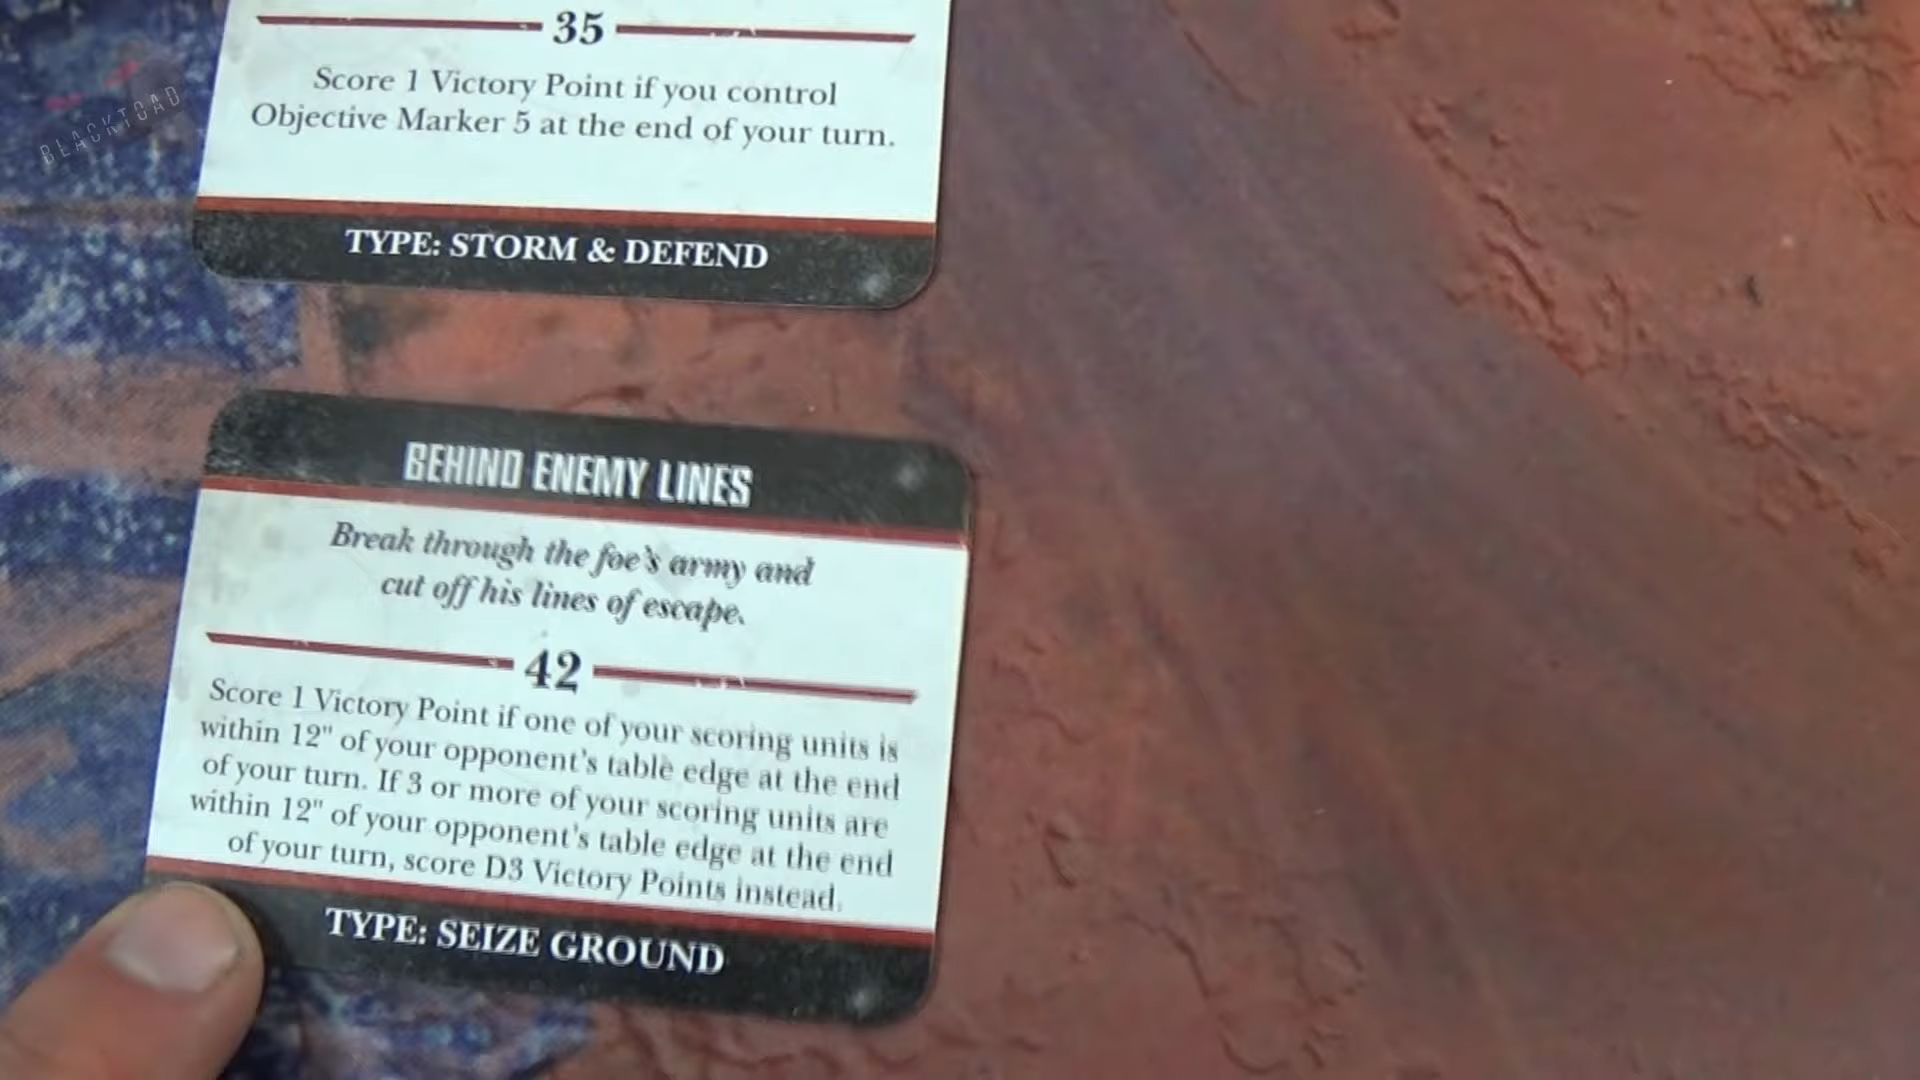 35
Score 1 Victory Point if you control
Objective Marker 5 at the end of your turn.
TYPE: STORM & DEFEND
BLACKTOAD
BEHIND ENEMY LINES
Break through the foe's army and
cut off his lines of escape.
42
Score 1 Victory Point if one of your scoring units is
within 12" of your opponent's table edge at the end
of your turn. If 3 or more of your scoring units are
within 12" of your opponent's table edge at the end
of your turn, score D3 Victory Points instead.
TYPE: SEIZE GROUND